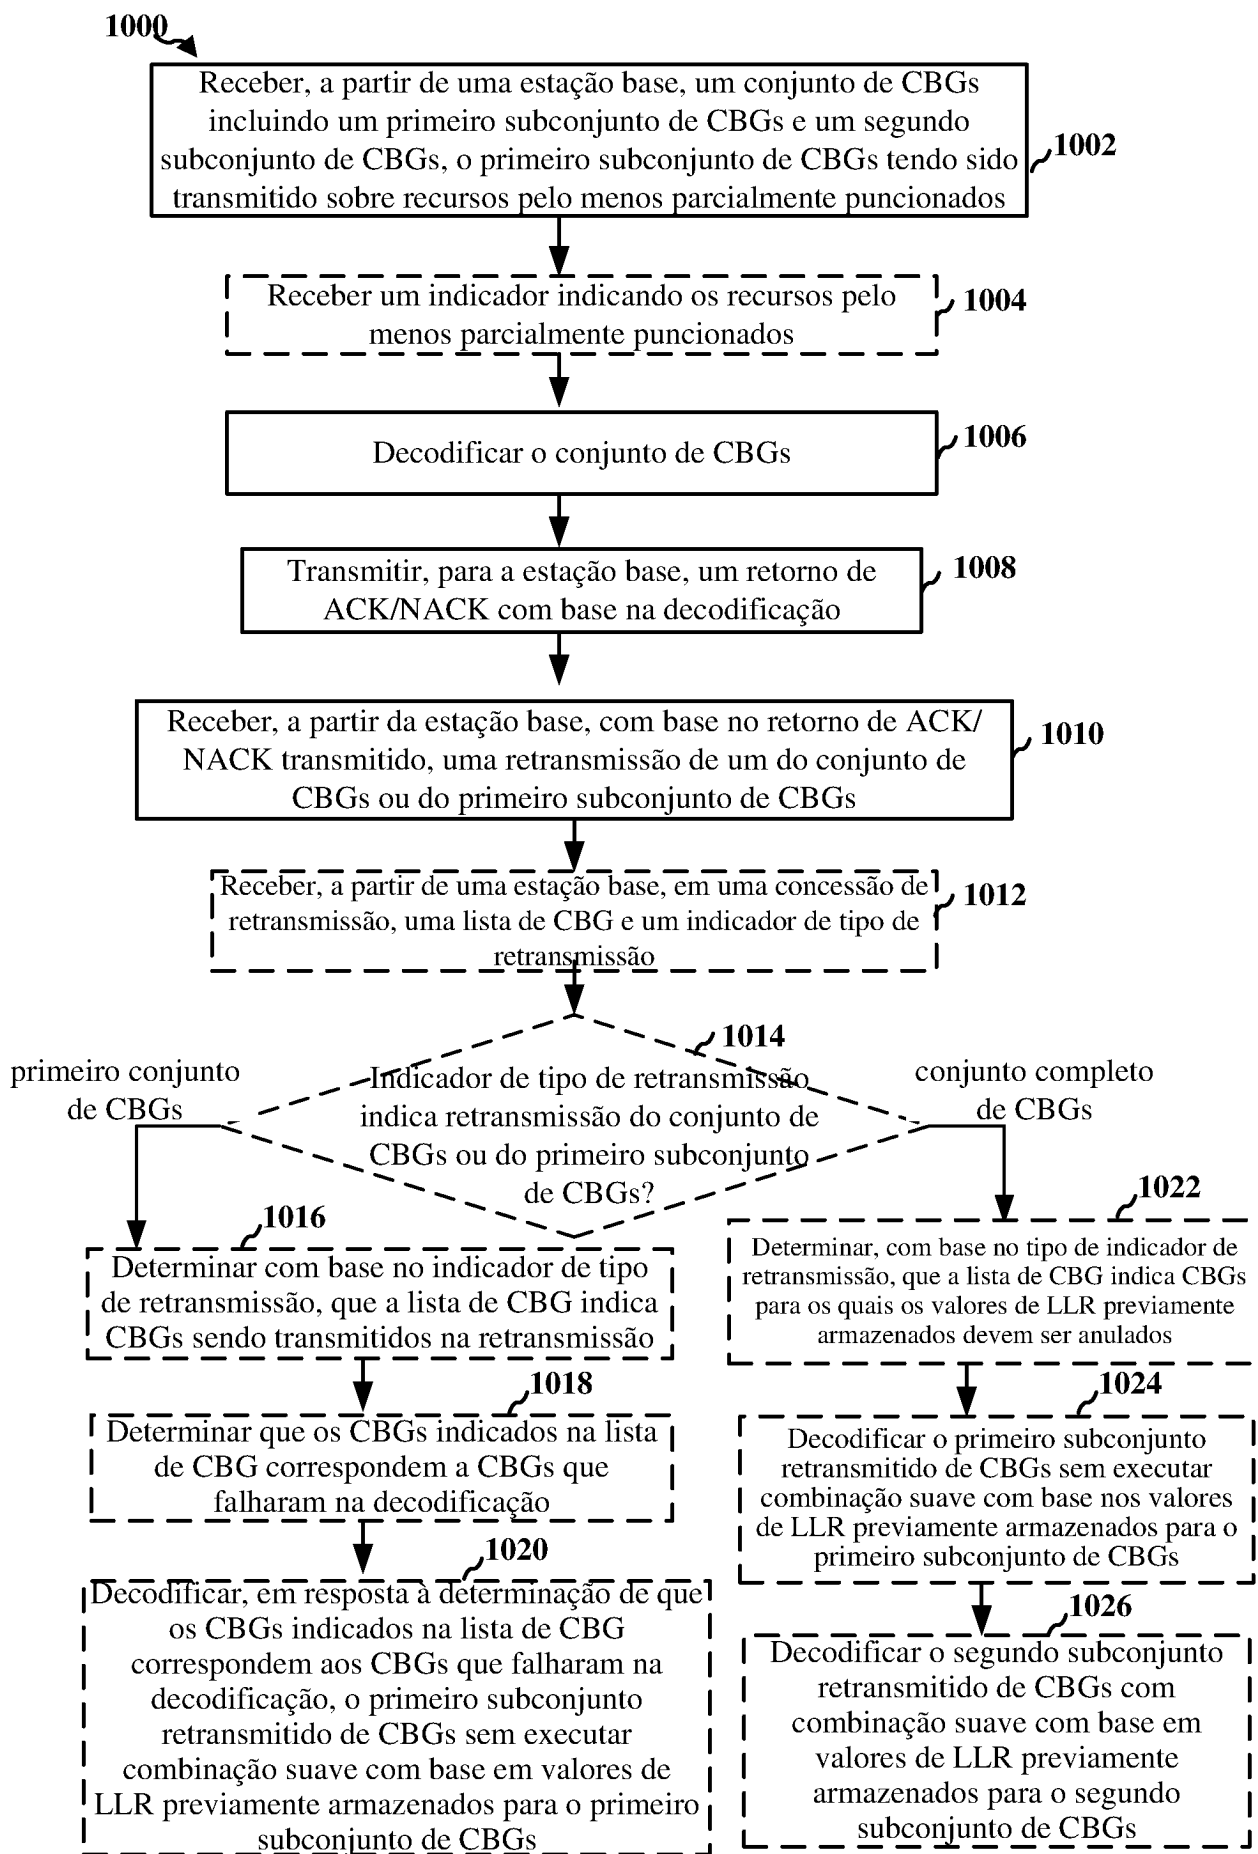 1000
Receber, a partir de uma estação base, um conjunto de CBGs
incluindo um primeiro subconjunto de CBGs e um segundo
subconjunto de CBGs, o primeiro subconjunto de CBGs tendo sido
transmitido sobre recursos pelo menos parcialmente puncionados
1002
Receber um indicador indicando os recursos pelo
menos parcialmente puncionados
1004
Decodificar o conjunto de CBGs
1006
Transmitir, para a estação base, um retorno de
ACK/NACK com base na decodificação
1008
Receber, a partir da estação base, com base no retorno de ACK/
NACK transmitido, uma retransmissão de um do conjunto de
CBGs ou do primeiro subconjunto de CBGs
1010
Receber, a partir de uma estação base, em uma concessão de
retransmissão, uma lista de CBG e um indicador de tipo de
retransmissão
1012
1014
Indicador de tipo de retransmissão
indica retransmissão do conjunto de
CBGs ou do primeiro subconjunto
de CBGs?
primeiro conjunto
de CBGs
conjunto completo
de CBGs
1016
Determinar com base no indicador de tipo
de retransmissão, que a lista de CBG indica
CBGs sendo transmitidos na retransmissão
1018
Determinar que os CBGs indicados na lista
de CBG correspondem a CBGs que
falharam na decodificação
1020
Decodificar, em resposta à determinação de que
os CBGs indicados na lista de CBG
correspondem aos CBGs que falharam na
decodificação, o primeiro subconjunto
retransmitido de CBGs sem executar
combinação suave com base em valores de
LLR previamente armazenados para o primeiro
subconjunto de CBGs
1022
Determinar, com base no tipo de indicador de
retransmissão, que a lista de CBG indica CBGs
para os quais os valores de LLR previamente
armazenados devem ser anulados
1024
Decodificar o primeiro subconjunto
retransmitido de CBGs sem executar
combinação suave com base nos valores
de LLR previamente armazenados para o
primeiro subconjunto de CBGs
1026
Decodificar o segundo subconjunto
retransmitido de CBGs com
combinação suave com base em
valores de LLR previamente
armazenados para o segundo
subconjunto de CBGs